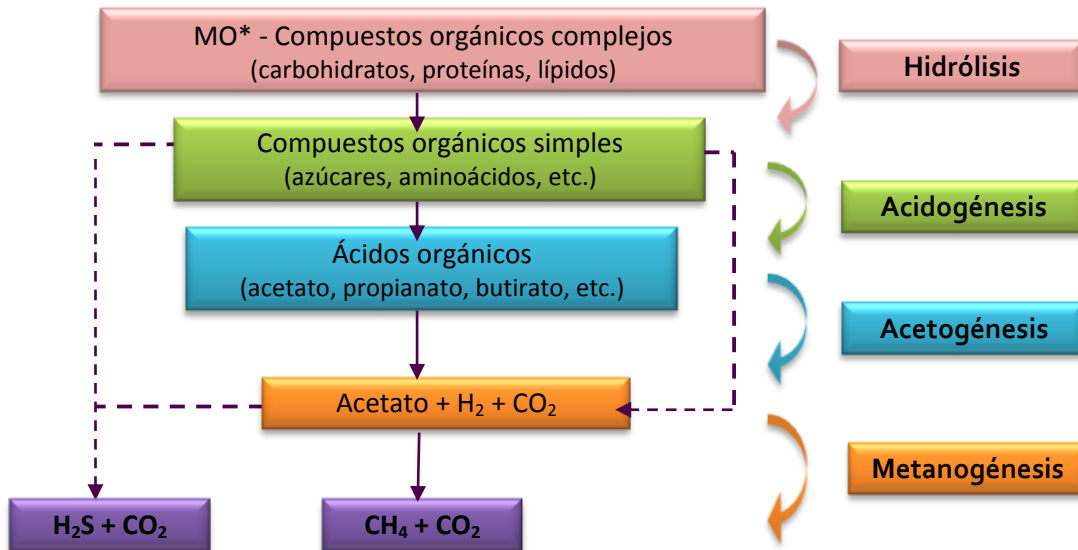 MO* - Compuestos orgánicos complejos
(carbohidratos, proteínas, lípidos)
Hidrólisis
Compuestos orgánicos simples
(azúcares, aminoácidos, etc.)
Acidogénesis
Ácidos orgánicos
(acetato, propianato, butirato, etc.)
Acetogénesis
Acetato + H₂ + CO₂
Metanogénesis
H₂S + CO₂
CH₄ + CO₂